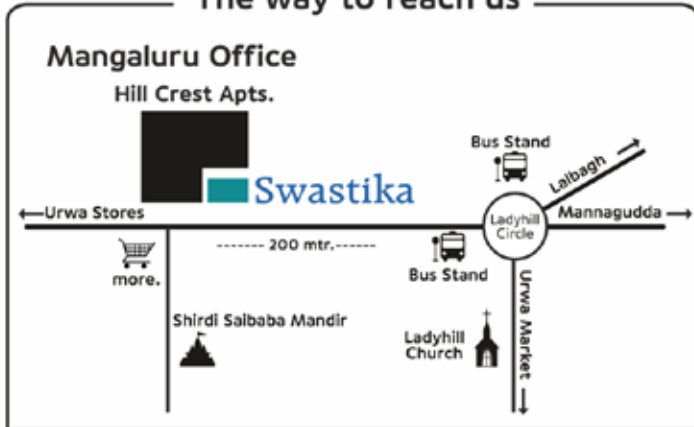 The way to reach us
Mangaluru Office
Hill Crest Apts.
Swastika
Bus Stand
Lalbagh
Urwa Stores
Ladyhill
Circle
Mannagudda
more.
------- 200 mtr.-------
Bus Stand
Shirdi Saibaba Mandir
Ladyhill
Church
Urwa Market